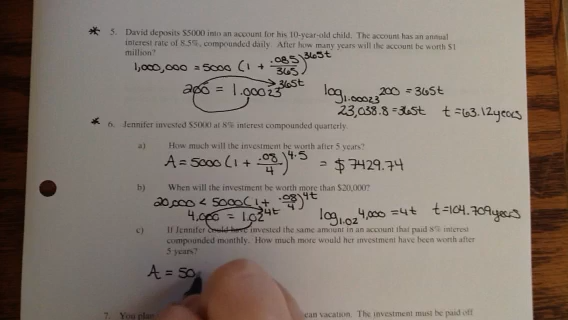 * 5. David deposits $5000 into an account for his 10-year-old child. The account has an annual
interest rate of 8.5%, compounded daily. After how many years will the account be worth $1
million?
1,000,000 = 5000 (1 + .085/365)^365t
200 = 1.00023^365t log_1.00023 200 = 365t
23,038.8 = 365t t = 63.12 years
* 6. Jennifer invested $5000 at 8% interest compounded quarterly.
a) How much will the investment be worth after 5 years?
A = 5000 (1 + .08/4)^4·5 = $7429.74
b) When will the investment be worth more than $20,000?
20,000 < 5000 (1 + .08/4)^4t
4,000 = 1.02^4t log_1.02 4,000 = 4t t = 104.709 years
c) If Jennifer could have invested the same amount in an account that paid 8% interest
compounded monthly. How much more would her investment have been worth after
5 years?
A = 50
7. You plan can vacation. The investment must be paid off